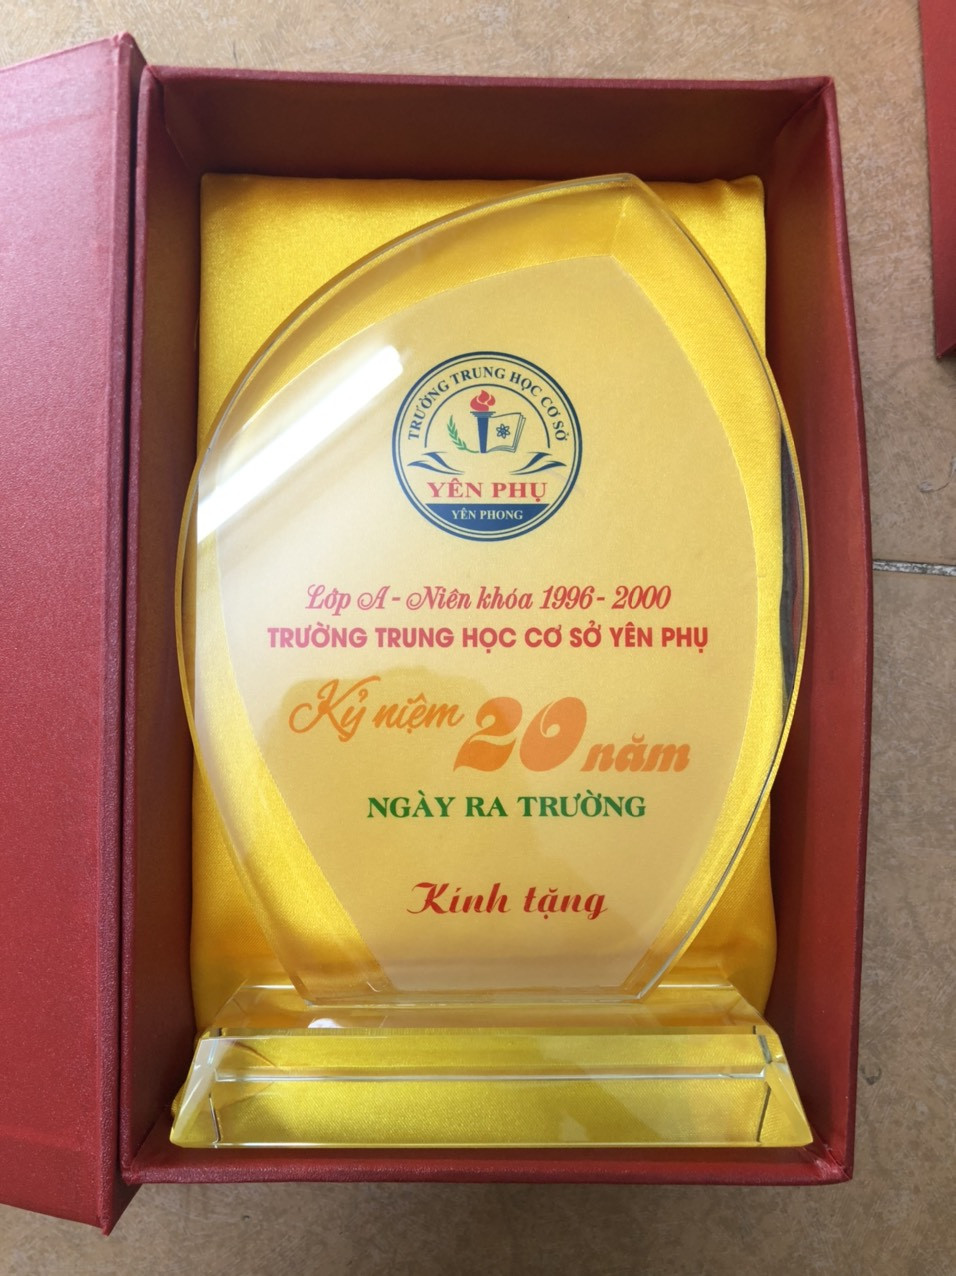 TRƯỜNG TRUNG HỌC CƠ SỞ
YÊN PHỤ
YÊN PHONG
Lớp A - Niên khóa 1996 - 2000
TRƯỜNG TRUNG HỌC CƠ SỞ YÊN PHỤ
Kỷ niệm 20 năm
NGÀY RA TRƯỜNG
Kính tặng